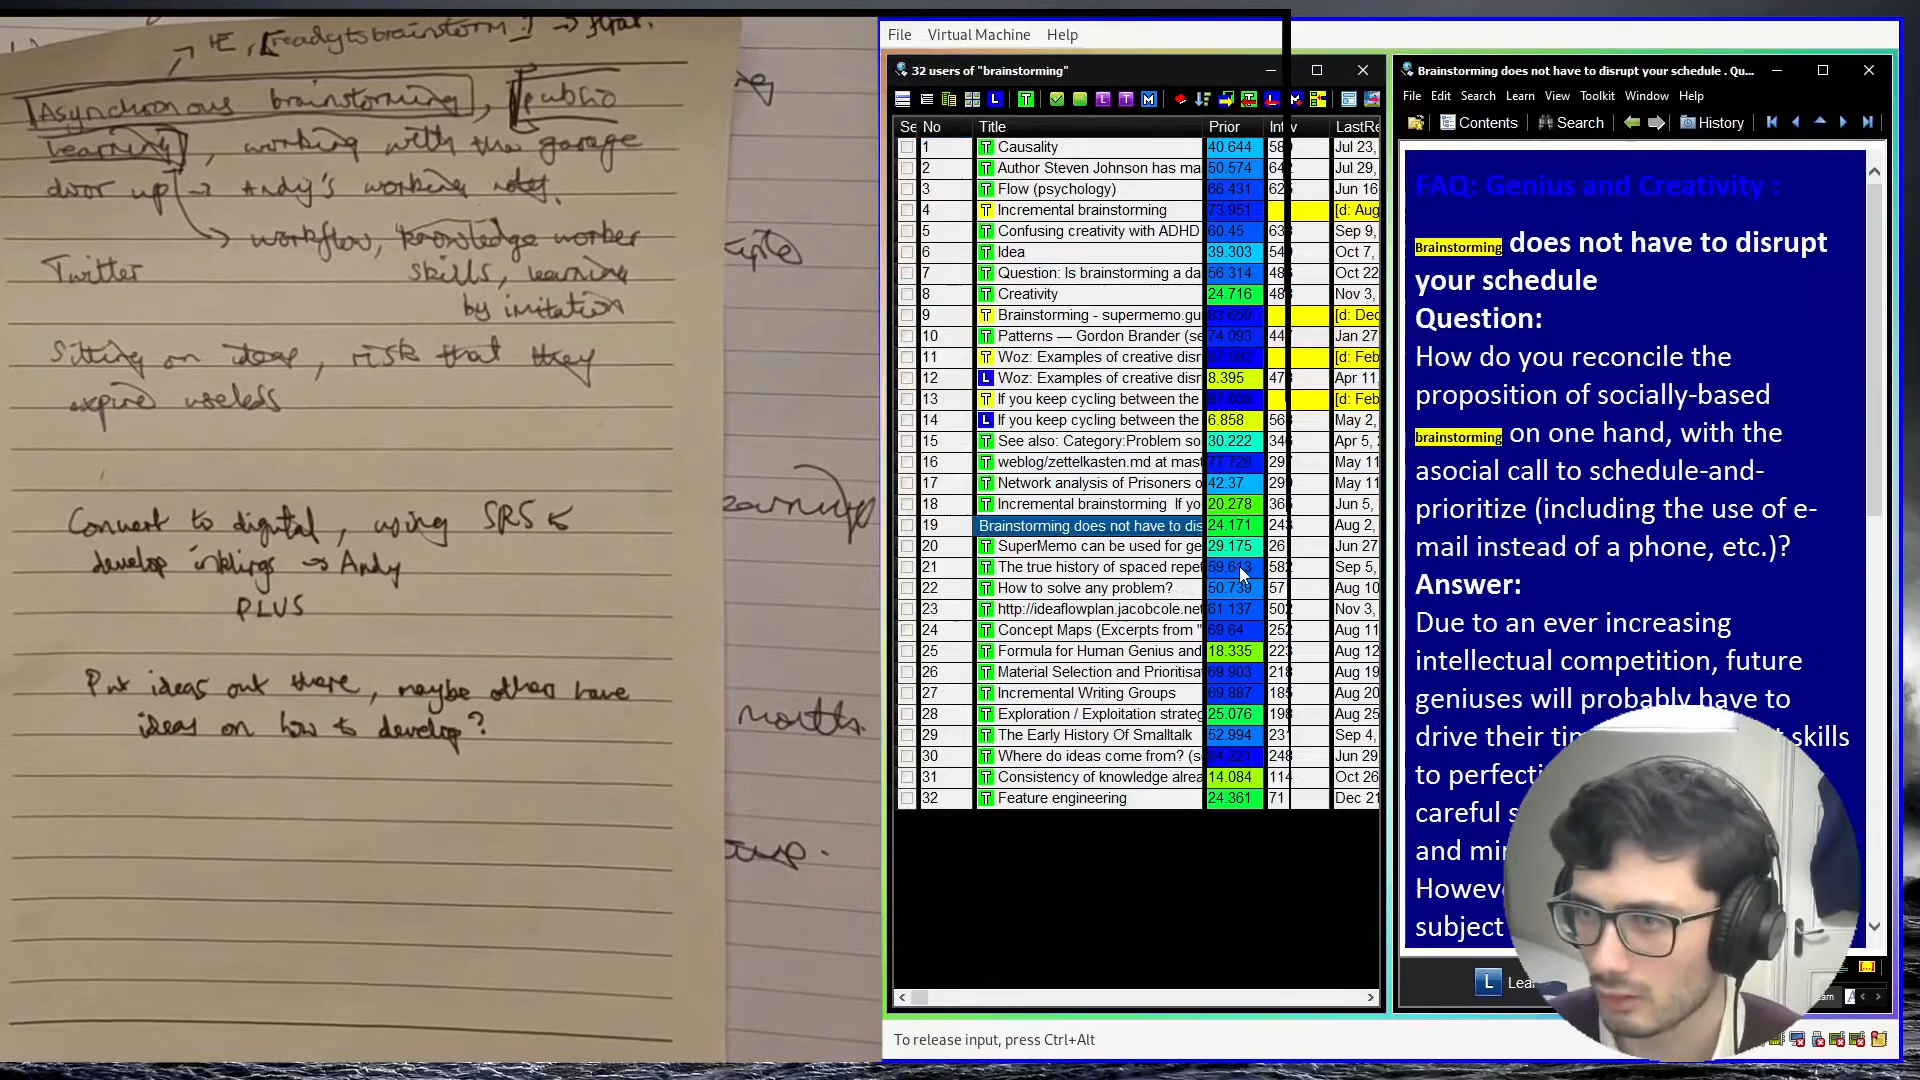 → IE, [readytobrainstorm]
Asynchronous brainstorming, public
learning, working with the garage
door up → Andy's working notes.
→ workflow, knowledge worker
Twitter
skills, learning
by imitation
Sitting on ideas, risk that they
expire useless
Convert to digital, using SRS
develop inklings → Andy
PLUS
Put ideas out there, maybe others have
ideas on how to develop?
months.
File Virtual Machine Help
32 users of "brainstorming"
Se No Title Prior Intrv LastRe
1 Causality 40.644 Jul 23,
2 Author Steven Johnson has ma 50.574 Jul 29,
3 Flow (psychology) 66.431 Jun 16
4 Incremental brainstorming 73.951 [d: Aug
5 Confusing creativity with ADHD 60.45 Sep 9,
6 Idea 39.303 Oct 7,
7 Question: Is brainstorming a da 56.314 Oct 22
8 Creativity 24.716 Nov 3,
9 Brainstorming - supermemo.gu 83.659 [d: Dec
10 Patterns — Gordon Brander (se 74.093 Jan 27
11 Woz: Examples of creative disr [d: Feb
12 Woz: Examples of creative disr 8.395 Apr 11,
13 If you keep cycling between the [d: Feb
14 If you keep cycling between the 6.858 May 2,
15 See also: Category:Problem so 30.222 Apr 5,
16 weblog/zettelkasten.md at mast 77.726 May 11
17 Network analysis of Prisoners o 42.37 May 11
18 Incremental brainstorming If yo 20.278 Jun 5,
19 Brainstorming does not have to dis 24.171 Aug 2,
20 SuperMemo can be used for ge 29.175 Jun 27
21 The true history of spaced repet 59.613 Sep 5,
22 How to solve any problem? 50.739 Aug 10
23 http://ideaflowplan.jacobcole.net 61.137 Nov 3,
24 Concept Maps (Excerpts from " 69.64 Aug 11
25 Formula for Human Genius and 18.335 Aug 12
26 Material Selection and Prioritisa 69.903 Aug 19
27 Incremental Writing Groups 69.887 Aug 20
28 Exploration / Exploitation strateg 25.076 Aug 25
29 The Early History Of Smalltalk 52.994 Sep 4,
30 Where do ideas come from? (s 84.221 Jun 29
31 Consistency of knowledge alrea 14.084 114 Oct 26
32 Feature engineering 24.361 71 Dec 21
To release input, press Ctrl+Alt
Brainstorming does not have to disrupt your schedule . Qu...
File Edit Search Learn View Toolkit Window Help
Contents Search History
FAQ: Genius and Creativity :
Brainstorming does not have to disrupt
your schedule
Question:
How do you reconcile the
proposition of socially-based
brainstorming on one hand, with the
asocial call to schedule-and-
prioritize (including the use of e-
mail instead of a phone, etc.)?
Answer:
Due to an ever increasing
intellectual competition, future
geniuses will probably have to
drive their skills
to perfecti
careful
and mi
Howeve
subject